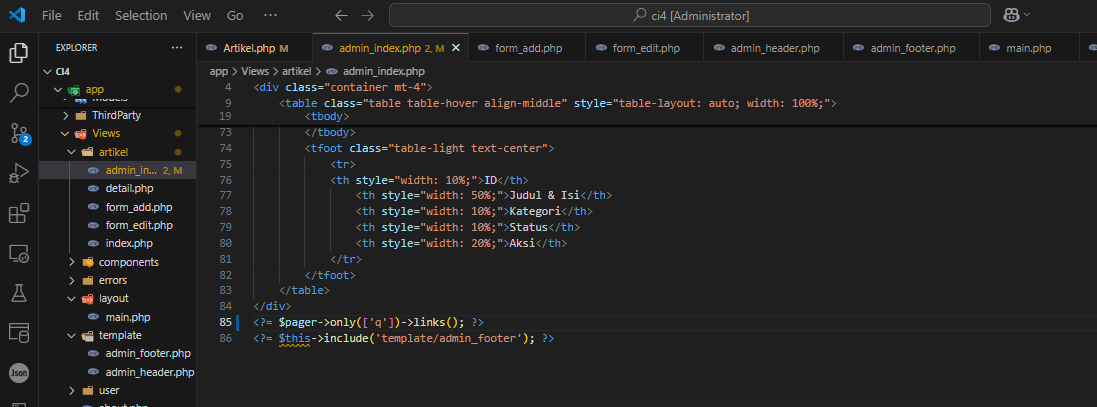 File Edit Selection View Go ··· ← → ci4 [Administrator]
EXPLORER ···
Artikel.php M admin_index.php 2, M × form_add.php form_edit.php admin_header.php admin_footer.php main.php
CI4
app
Models
ThirdParty
Views
artikel
admin_in... 2, M
detail.php
form_add.php
form_edit.php
index.php
components
errors
layout
main.php
template
admin_footer.php
admin_header.php
user
2
Json
app > Views > artikel > admin_index.php
4 <div class="container mt-4">
9 <table class="table table-hover align-middle" style="table-layout: auto; width: 100%;">
19 <tbody>
73 </tbody>
74 <tfoot class="table-light text-center">
75 <tr>
76 <th style="width: 10%;">ID</th>
77 <th style="width: 50%;">Judul & Isi</th>
78 <th style="width: 10%;">Kategori</th>
79 <th style="width: 10%;">Status</th>
80 <th style="width: 20%;">Aksi</th>
81 </tr>
82 </tfoot>
83 </table>
84 </div>
85 <?= $pager->only(['q'])->links(); ?>
86 <?= $this->include('template/admin_footer'); ?>